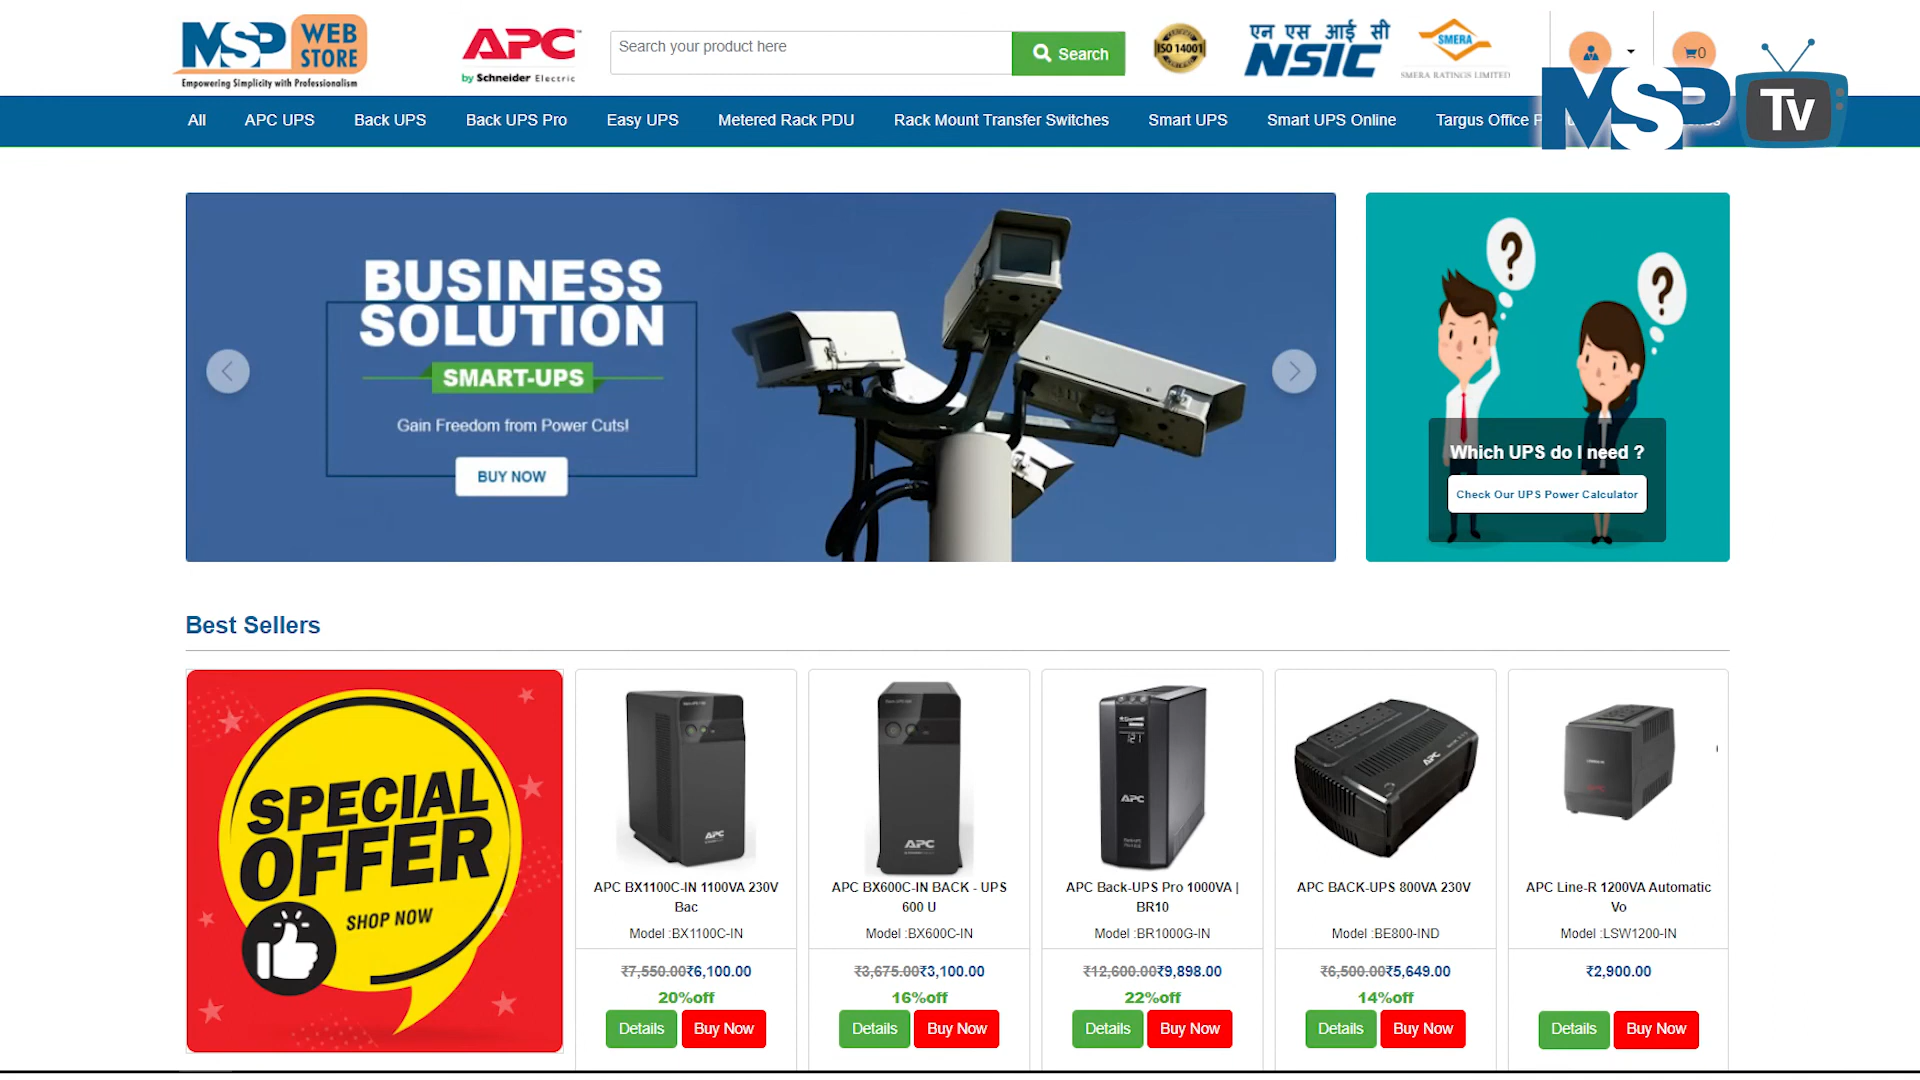 MSP WEB STORE
Empowering Simplicity with Professionalism
APC
by Schneider Electric
Search your product here
Search
ISO 14001
एन एस आई सी
NSIC
SMERA
SMERA RATINGS LIMITED
0
MSP Tv
All
APC UPS
Back UPS
Back UPS Pro
Easy UPS
Metered Rack PDU
Rack Mount Transfer Switches
Smart UPS
Smart UPS Online
Targus Office
BUSINESS
SOLUTION
SMART-UPS
Gain Freedom from Power Cuts!
BUY NOW
?
?
Which UPS do I need ?
Check Our UPS Power Calculator
Best Sellers
SPECIAL
OFFER
SHOP NOW
APC
APC
APC
APC
APC
121
APC BX1100C-IN 1100VA 230V
Bac
Model :BX1100C-IN
₹7,550.00₹6,100.00
20%off
Details
Buy Now
APC BX600C-IN BACK - UPS
600 U
Model :BX600C-IN
₹3,675.00₹3,100.00
16%off
Details
Buy Now
APC Back-UPS Pro 1000VA |
BR10
Model :BR1000G-IN
₹12,600.00₹9,898.00
22%off
Details
Buy Now
APC BACK-UPS 800VA 230V
Model :BE800-IND
₹6,500.00₹5,649.00
14%off
Details
Buy Now
APC Line-R 1200VA Automatic
Vo
Model :LSW1200-IN
₹2,900.00
Details
Buy Now